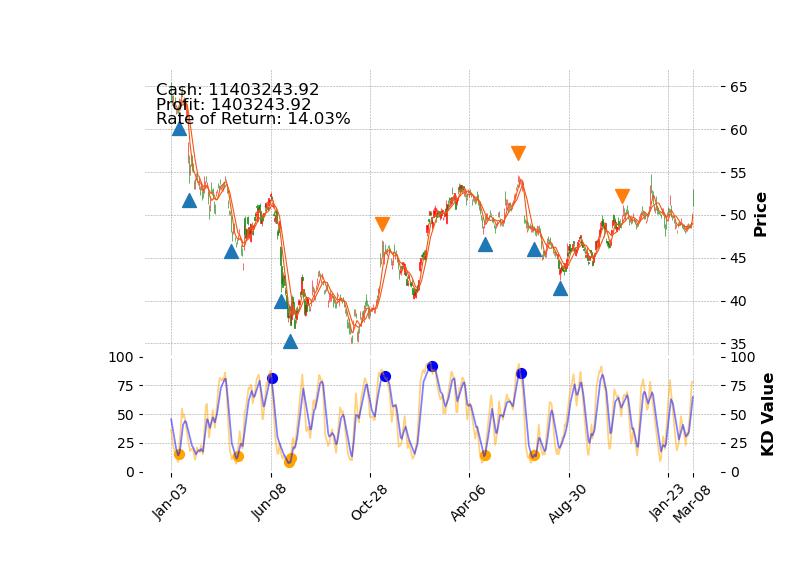 Cash: 11403243.92
Profit: 1403243.92
Rate of Return: 14.03%
65
60
55
50
45
40
35
Price
100
75
50
25
0
100
75
50
25
0
KD Value
Jan-03
Jun-08
Oct-28
Apr-06
Aug-30
Jan-23
Mar-08